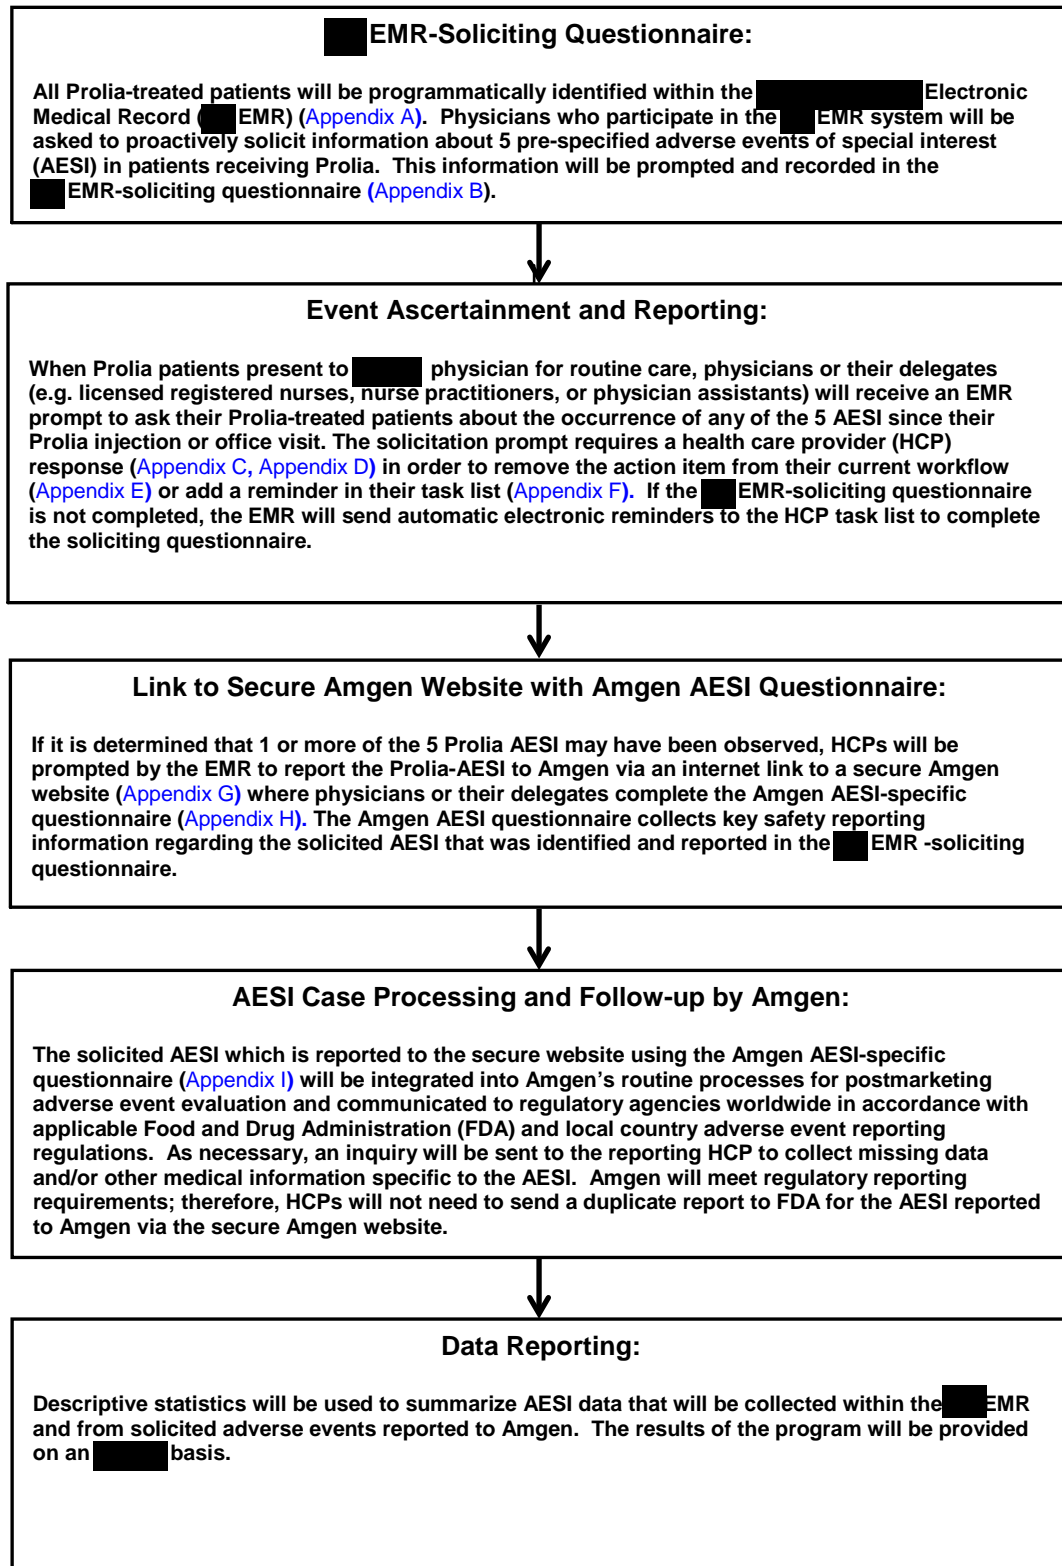 EMR-Soliciting Questionnaire:
All Prolia-treated patients will be programmatically identified within the Electronic
Medical Record ( EMR) (Appendix A). Physicians who participate in the EMR system will be
asked to proactively solicit information about 5 pre-specified adverse events of special interest
(AESI) in patients receiving Prolia. This information will be prompted and recorded in the
EMR-soliciting questionnaire (Appendix B).
Event Ascertainment and Reporting:
When Prolia patients present to physician for routine care, physicians or their delegates
(e.g. licensed registered nurses, nurse practitioners, or physician assistants) will receive an EMR
prompt to ask their Prolia-treated patients about the occurrence of any of the 5 AESI since their
Prolia injection or office visit. The solicitation prompt requires a health care provider (HCP)
response (Appendix C, Appendix D) in order to remove the action item from their current workflow
(Appendix E) or add a reminder in their task list (Appendix F). If the EMR-soliciting questionnaire
is not completed, the EMR will send automatic electronic reminders to the HCP task list to complete
the soliciting questionnaire.
Link to Secure Amgen Website with Amgen AESI Questionnaire:
If it is determined that 1 or more of the 5 Prolia AESI may have been observed, HCPs will be
prompted by the EMR to report the Prolia-AESI to Amgen via an internet link to a secure Amgen
website (Appendix G) where physicians or their delegates complete the Amgen AESI-specific
questionnaire (Appendix H). The Amgen AESI questionnaire collects key safety reporting
information regarding the solicited AESI that was identified and reported in the EMR -soliciting
questionnaire.
AESI Case Processing and Follow-up by Amgen:
The solicited AESI which is reported to the secure website using the Amgen AESI-specific
questionnaire (Appendix I) will be integrated into Amgen's routine processes for postmarketing
adverse event evaluation and communicated to regulatory agencies worldwide in accordance with
applicable Food and Drug Administration (FDA) and local country adverse event reporting
regulations. As necessary, an inquiry will be sent to the reporting HCP to collect missing data
and/or other medical information specific to the AESI. Amgen will meet regulatory reporting
requirements; therefore, HCPs will not need to send a duplicate report to FDA for the AESI reported
to Amgen via the secure Amgen website.
Data Reporting:
Descriptive statistics will be used to summarize AESI data that will be collected within the EMR
and from solicited adverse events reported to Amgen. The results of the program will be provided
on an basis.